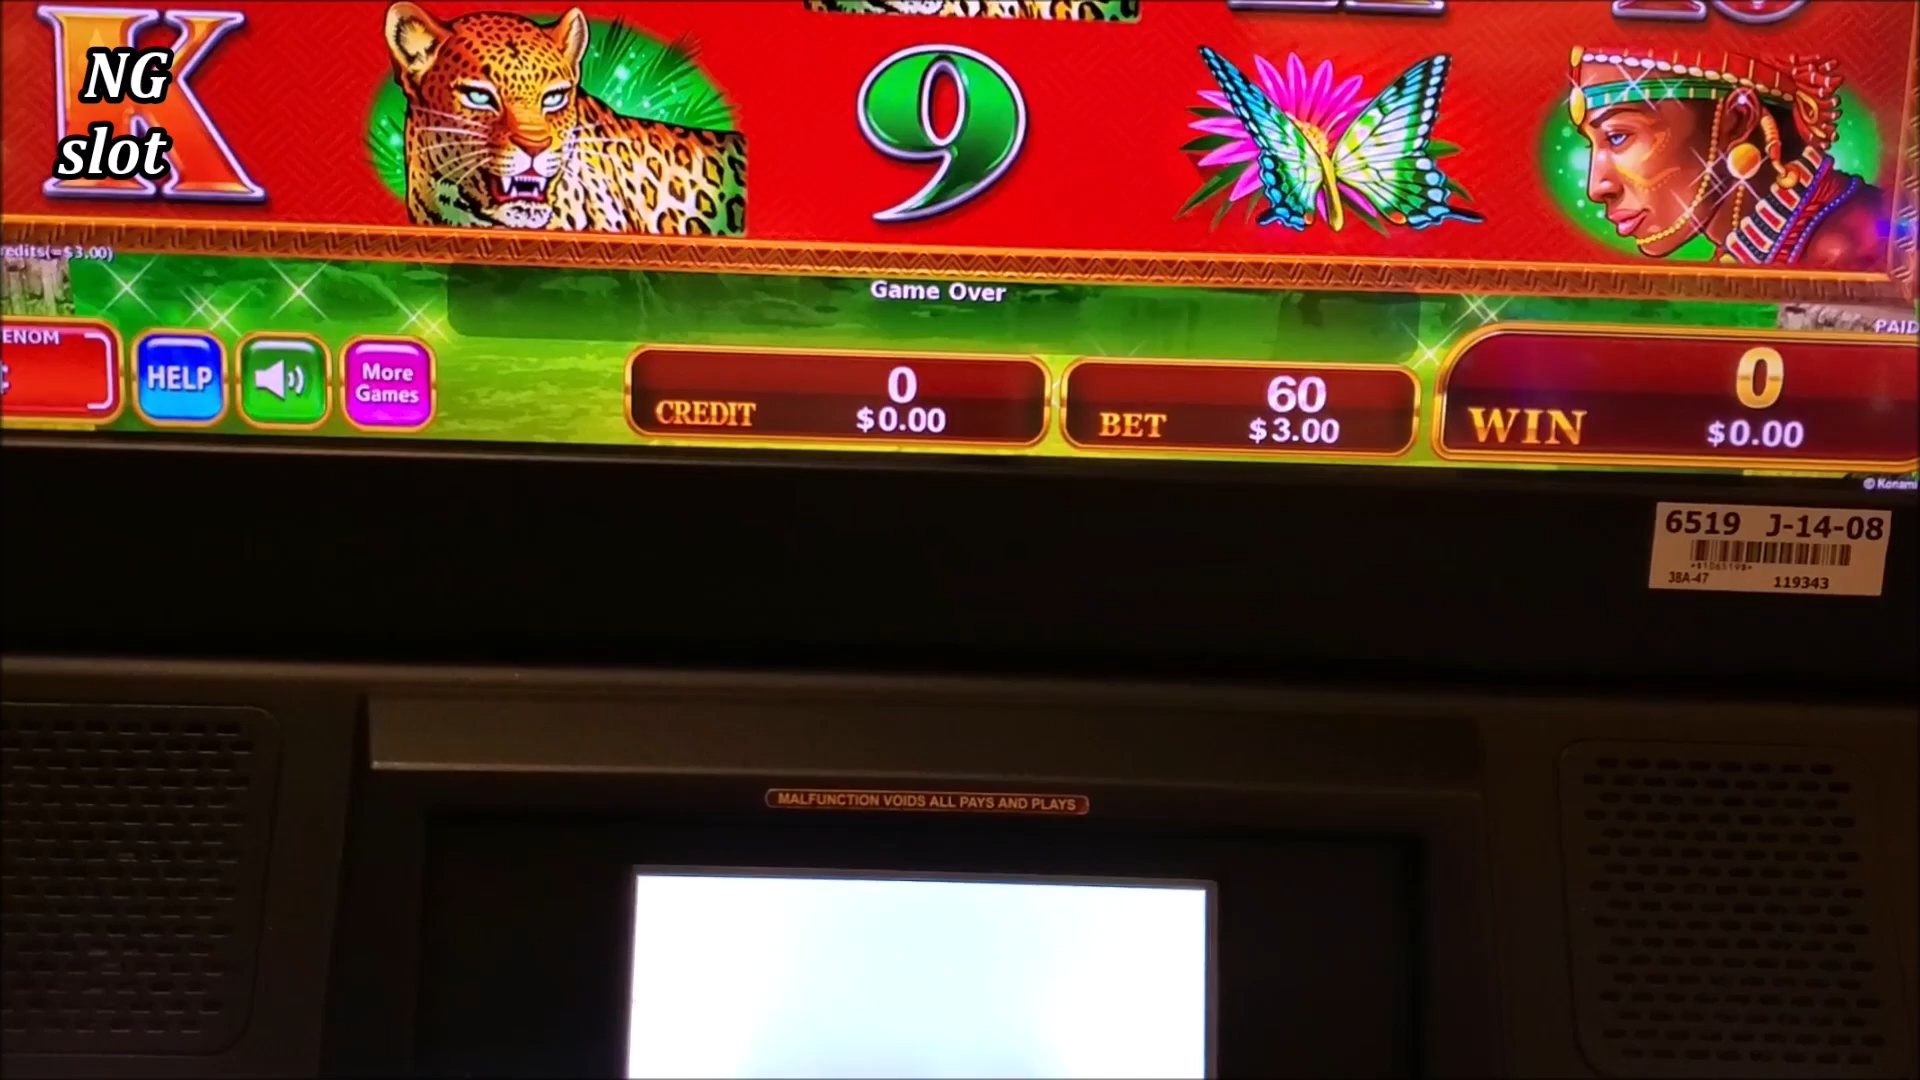 K
NG
slot
9
redits(=$3.00)
Game Over
ENOM
HELP
More
Games
CREDIT
0
$0.00
BET
60
$3.00
PAID
WIN
0
$0.00
© Konami
6519 J-14-08
38A-47 119343
MALFUNCTION VOIDS ALL PAYS AND PLAYS